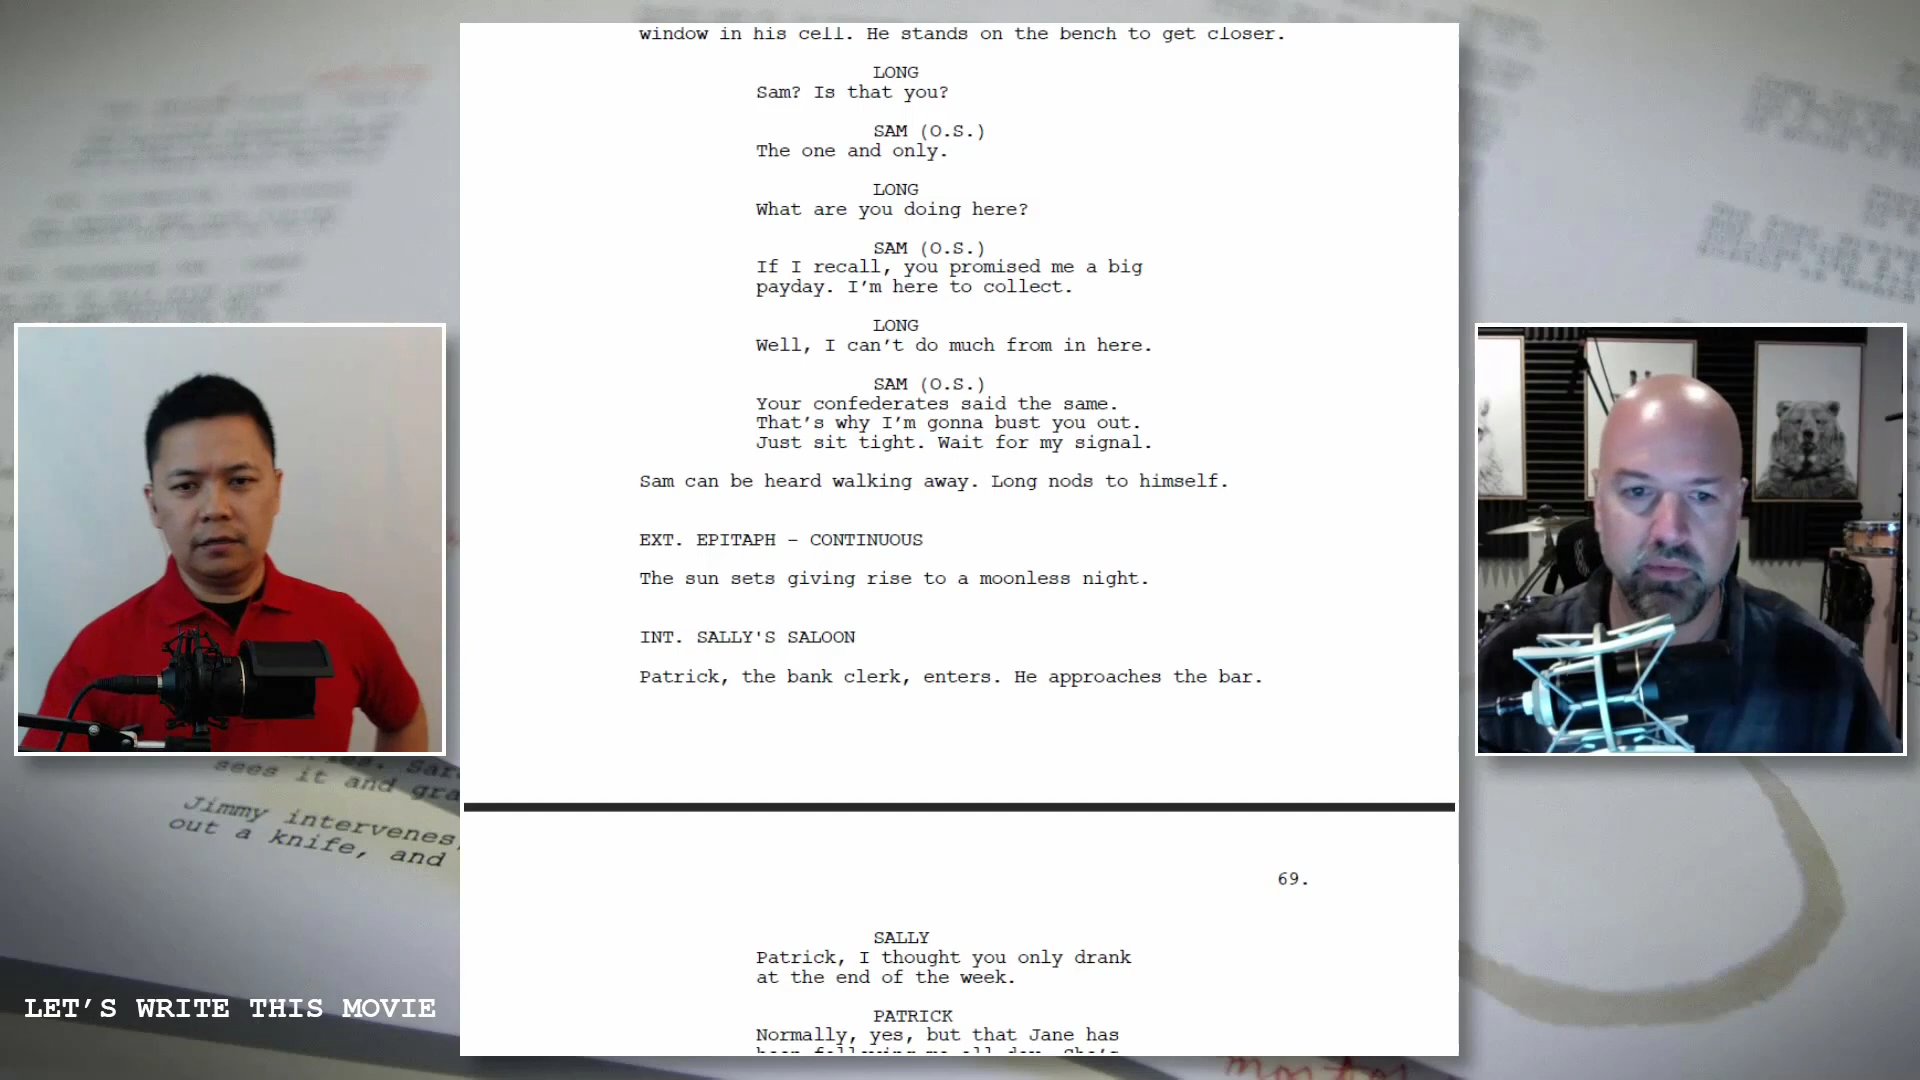 window in his cell. He stands on the bench to get closer.
LONG
Sam? Is that you?
SAM (O.S.)
The one and only.
LONG
What are you doing here?
SAM (O.S.)
If I recall, you promised me a big
payday. I'm here to collect.
LONG
Well, I can't do much from in here.
SAM (O.S.)
Your confederates said the same.
That's why I'm gonna bust you out.
Just sit tight. Wait for my signal.
Sam can be heard walking away. Long nods to himself.
EXT. EPITAPH – CONTINUOUS
The sun sets giving rise to a moonless night.
INT. SALLY'S SALOON
Patrick, the bank clerk, enters. He approaches the bar.
69.
SALLY
Patrick, I thought you only drank
at the end of the week.
PATRICK
Normally, yes, but that Jane has
sees it and
Jimmy intervenes
out a knife, and
LET'S WRITE THIS MOVIE